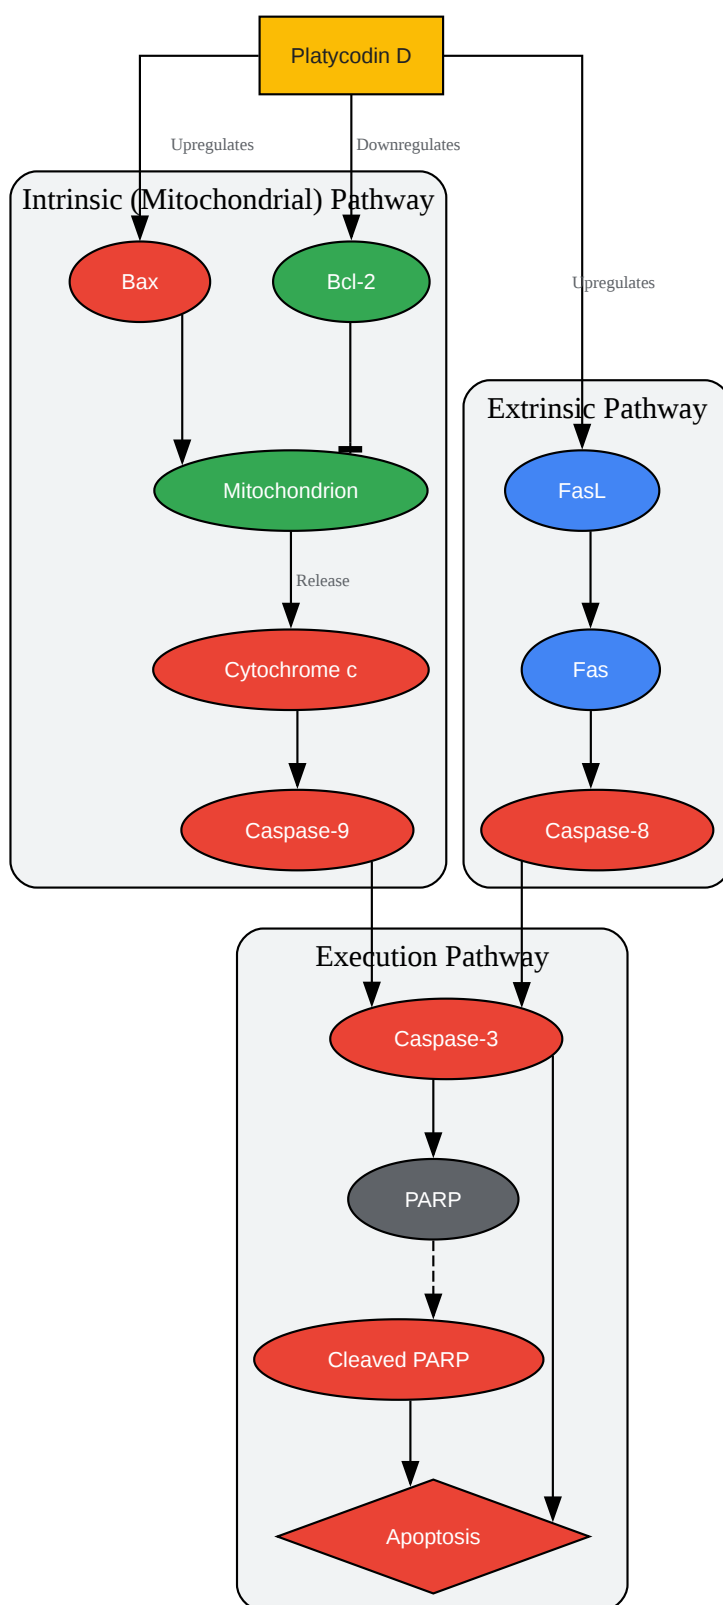 Platycodin D
Upregulates
Downregulates
Intrinsic (Mitochondrial) Pathway
Bax
Bcl-2
Upregulates
Extrinsic Pathway
Mitochondrion
FasL
Release
Cytochrome c
Fas
Caspase-9
Caspase-8
Execution Pathway
Caspase-3
PARP
Cleaved PARP
Apoptosis